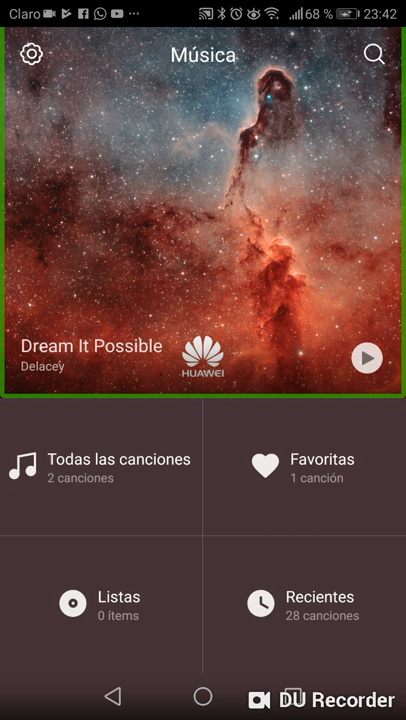 Claro 68 % 23:42
Música
Dream It Possible
Delacey
HUAWEI
Todas las canciones
2 canciones
Favoritas
1 canción
Listas
0 ítems
Recientes
28 canciones
DU Recorder